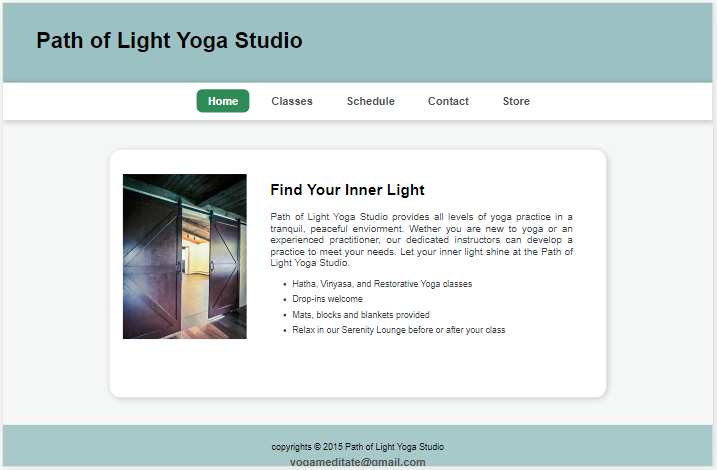 Path of Light Yoga Studio
Home Classes Schedule Contact Store
Find Your Inner Light
Path of Light Yoga Studio provides all levels of yoga practice in a
tranquil, peaceful enviorment. Wether you are new to yoga or an
experienced practitioner, our dedicated instructors can develop a
practice to meet your needs. Let your inner light shine at the Path of
Light Yoga Studio.
• Hatha, Vinyasa, and Restorative Yoga classes
• Drop-ins welcome
• Mats, blocks and blankets provided
• Relax in our Serenity Lounge before or after your class
copyrights © 2015 Path of Light Yoga Studio
yogameditate@gmail.com